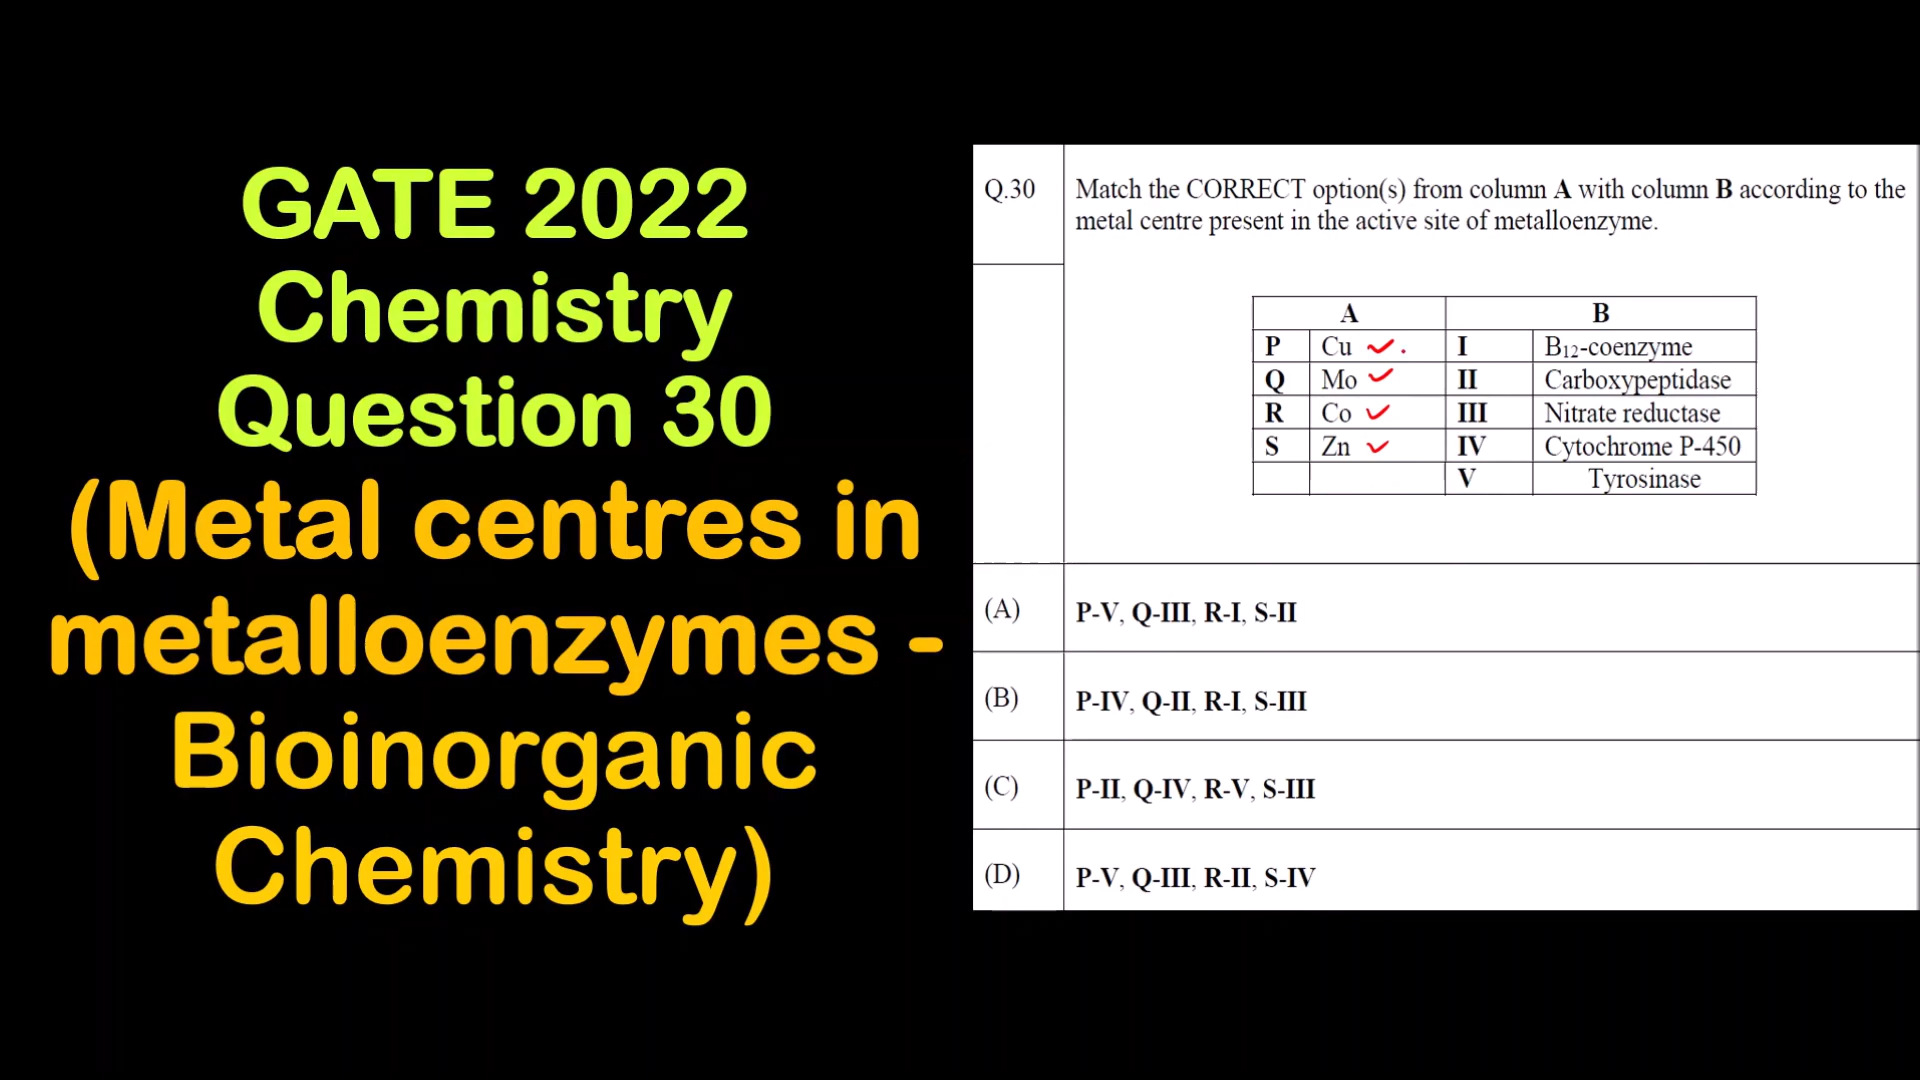 GATE 2022
Chemistry
Question 30
(Metal centres in
metalloenzymes -
Bioinorganic
Chemistry)
Q.30 Match the CORRECT option(s) from column A with column B according to the
metal centre present in the active site of metalloenzyme.
A B
P Cu I B₁₂-coenzyme
Q Mo II Carboxypeptidase
R Co III Nitrate reductase
S Zn IV Cytochrome P-450
V Tyrosinase
(A) P-V, Q-III, R-I, S-II
(B) P-IV, Q-II, R-I, S-III
(C) P-II, Q-IV, R-V, S-III
(D) P-V, Q-III, R-II, S-IV